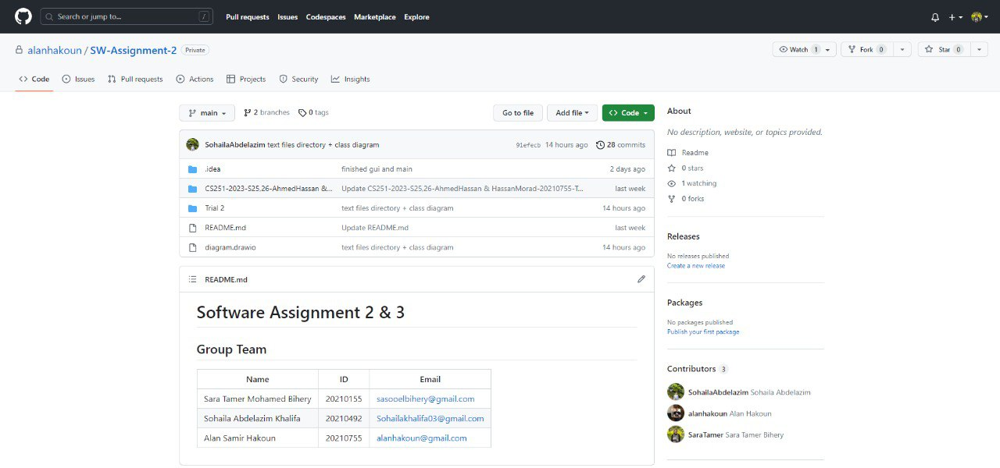 Search or jump to... /
Pull requests Issues Codespaces Marketplace Explore
alanhakoun / SW-Assignment-2 Private
Watch 1 Fork 0 Star 0
Code Issues Pull requests Actions Projects Security Insights
main 2 branches 0 tags Go to file Add file Code
SohailaAbdelazim text files directory + class diagram 91efecb 14 hours ago 28 commits
.idea finished gui and main 2 days ago
CS251-2023-S25,26-AhmedHassan &... Update CS251-2023-S25,26-AhmedHassan & HassanMorad-20210755-T... last week
Trial 2 text files directory + class diagram 14 hours ago
README.md Update README.md last week
diagram.drawio text files directory + class diagram 14 hours ago
README.md
Software Assignment 2 & 3
Group Team
Name ID Email
Sara Tamer Mohamed Bihery 20210155 sasooelbihery@gmail.com
Sohaila Abdelazim Khalifa 20210492 Sohailakhalifa03@gmail.com
Alan Samir Hakoun 20210755 alanhakoun@gmail.com
About
No description, website, or topics provided.
Readme
0 stars
1 watching
0 forks
Releases
No releases published
Create a new release
Packages
No packages published
Publish your first package
Contributors 3
SohailaAbdelazim Sohaila Abdelazim
alanhakoun Alan Hakoun
SaraTamer Sara Tamer Bihery